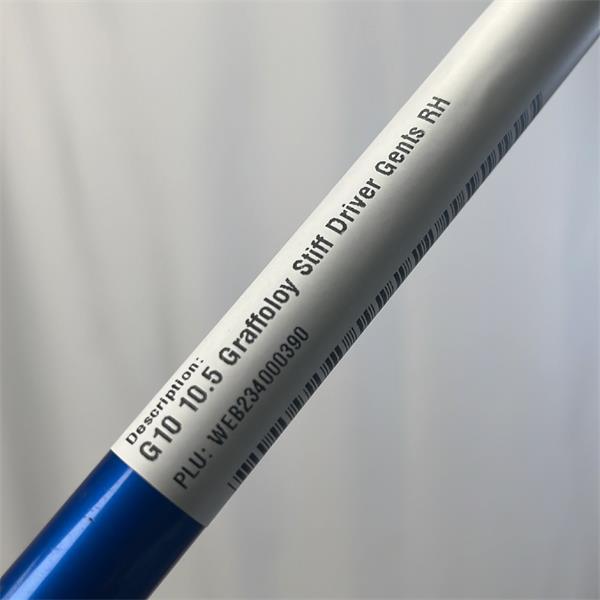 Description:
G10 10.5 Graffoloy Stiff Driver Gents RH
PLU: WEB234000390